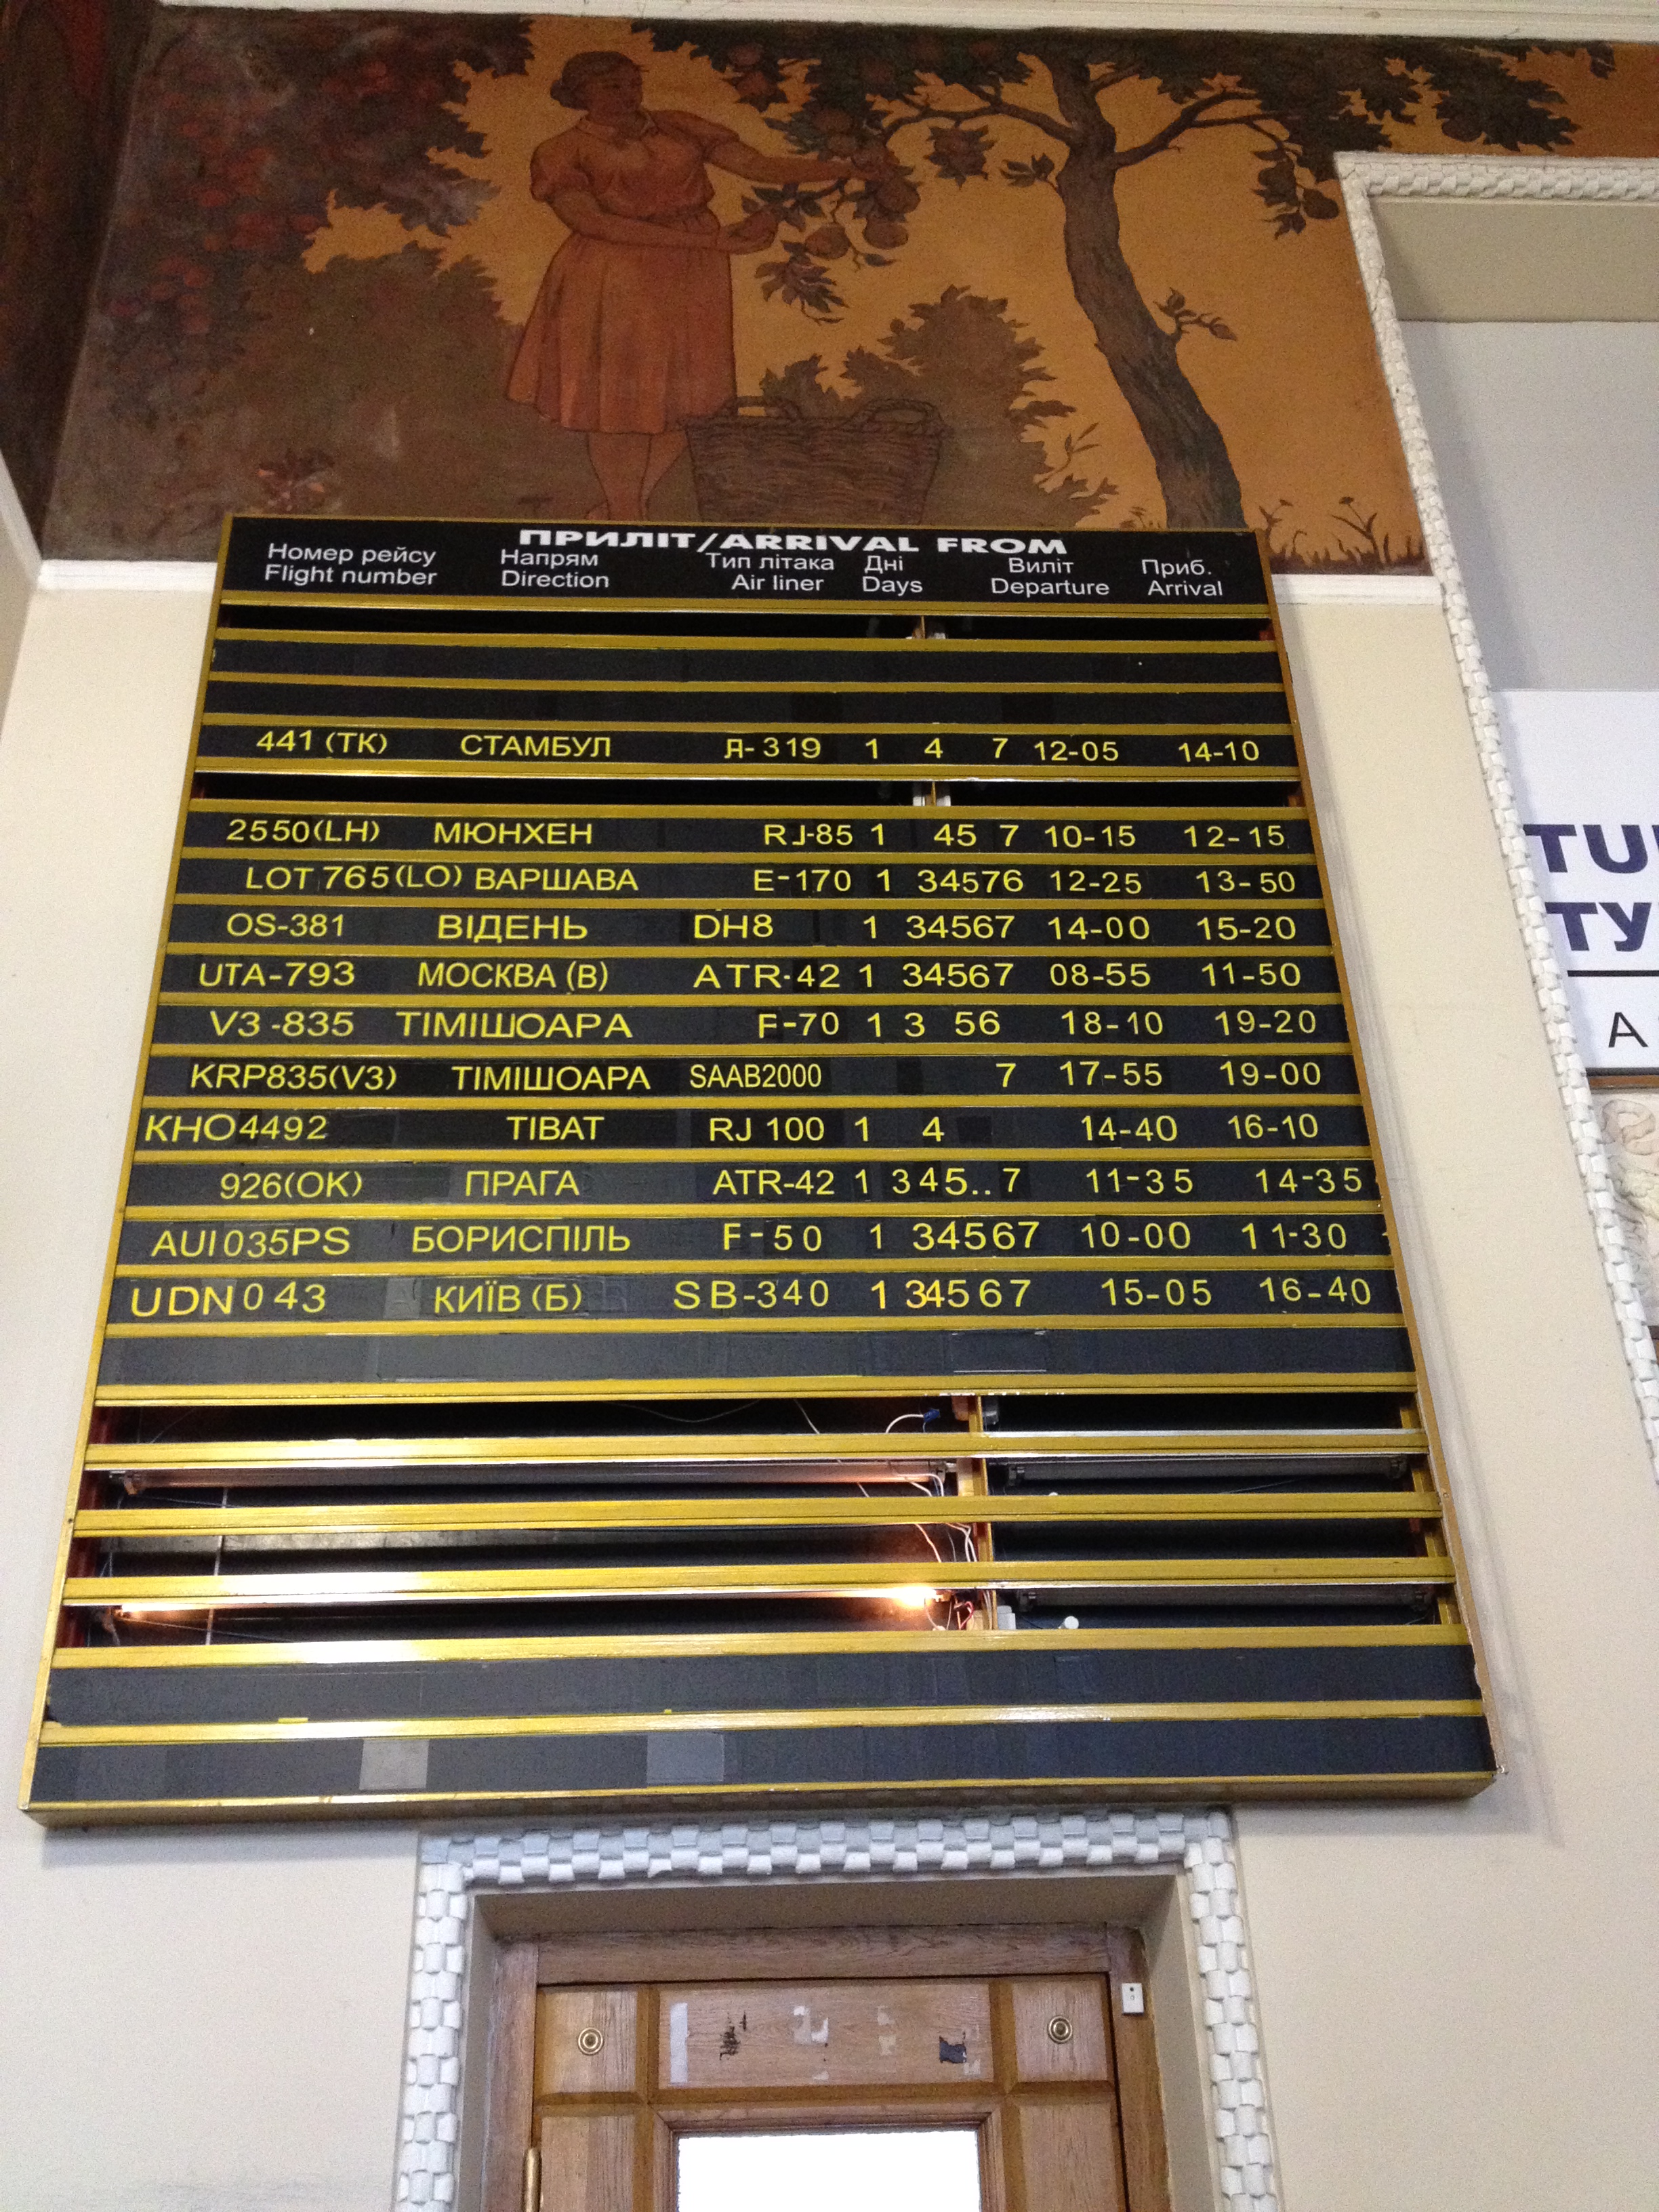 ПРИЛІТ/ARRIVAL FROM
Номер рейсу Напрям Тип літака Дні Виліт Приб.
Flight number Direction Air liner Days Departure Arrival
441 (TK) СТАМБУЛ Я-319 1 4 7 12-05 14-10
2550(LH) МЮНХЕН RJ-85 1 45 7 10-15 12-15
LOT 765(LO) ВАРШАВА E-170 1 34576 12-25 13-50
OS-381 ВІДЕНЬ DH8 1 34567 14-00 15-20
UTA-793 МОСКВА (В) ATR-42 1 34567 08-55 11-50
V3-835 ТІМІШОАРА F-70 1 3 56 18-10 19-20
KRP835(V3) ТІМІШОАРА SAAB2000 7 17-55 19-00
KHO4492 ТІВАТ RJ 100 1 4 14-40 16-10
926(OK) ПРАГА ATR-42 1 345..7 11-35 14-35
AUI035PS БОРИСПІЛЬ F-50 1 34567 10-00 11-30
UDN043 КИЇВ (Б) SB-340 1 34567 15-05 16-40